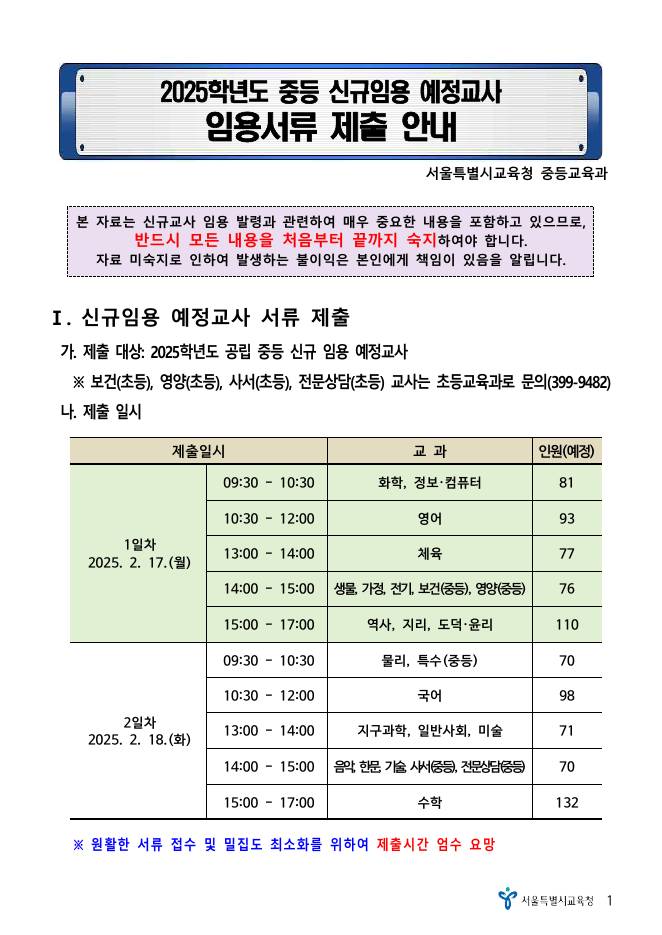 2025학년도 중등 신규임용 예정교사
임용서류 제출 안내
서울특별시교육청 중등교육과
본 자료는 신규교사 임용 발령과 관련하여 매우 중요한 내용을 포함하고 있으므로,
반드시 모든 내용을 처음부터 끝까지 숙지하여야 합니다.
자료 미숙지로 인하여 발생하는 불이익은 본인에게 책임이 있음을 알립니다.
Ⅰ. 신규임용 예정교사 서류 제출
가. 제출 대상: 2025학년도 공립 중등 신규 임용 예정교사
※ 보건(초등), 영양(초등), 사서(초등), 전문상담(초등) 교사는 초등교육과로 문의(399-9482)
나. 제출 일시
제출일시 교 과 인원(예정)
1일차
2025. 2. 17.(월)
09:30 - 10:30 화학, 정보·컴퓨터 81
10:30 - 12:00 영어 93
13:00 - 14:00 체육 77
14:00 - 15:00 생물, 가정, 전기, 보건(중등), 영양(중등) 76
15:00 - 17:00 역사, 지리, 도덕·윤리 110
2일차
2025. 2. 18.(화)
09:30 - 10:30 물리, 특수(중등) 70
10:30 - 12:00 국어 98
13:00 - 14:00 지구과학, 일반사회, 미술 71
14:00 - 15:00 음악, 한문, 기술, 사서(중등), 전문상담(중등) 70
15:00 - 17:00 수학 132
※ 원활한 서류 접수 및 밀집도 최소화를 위하여 제출시간 엄수 요망
서울특별시교육청 1